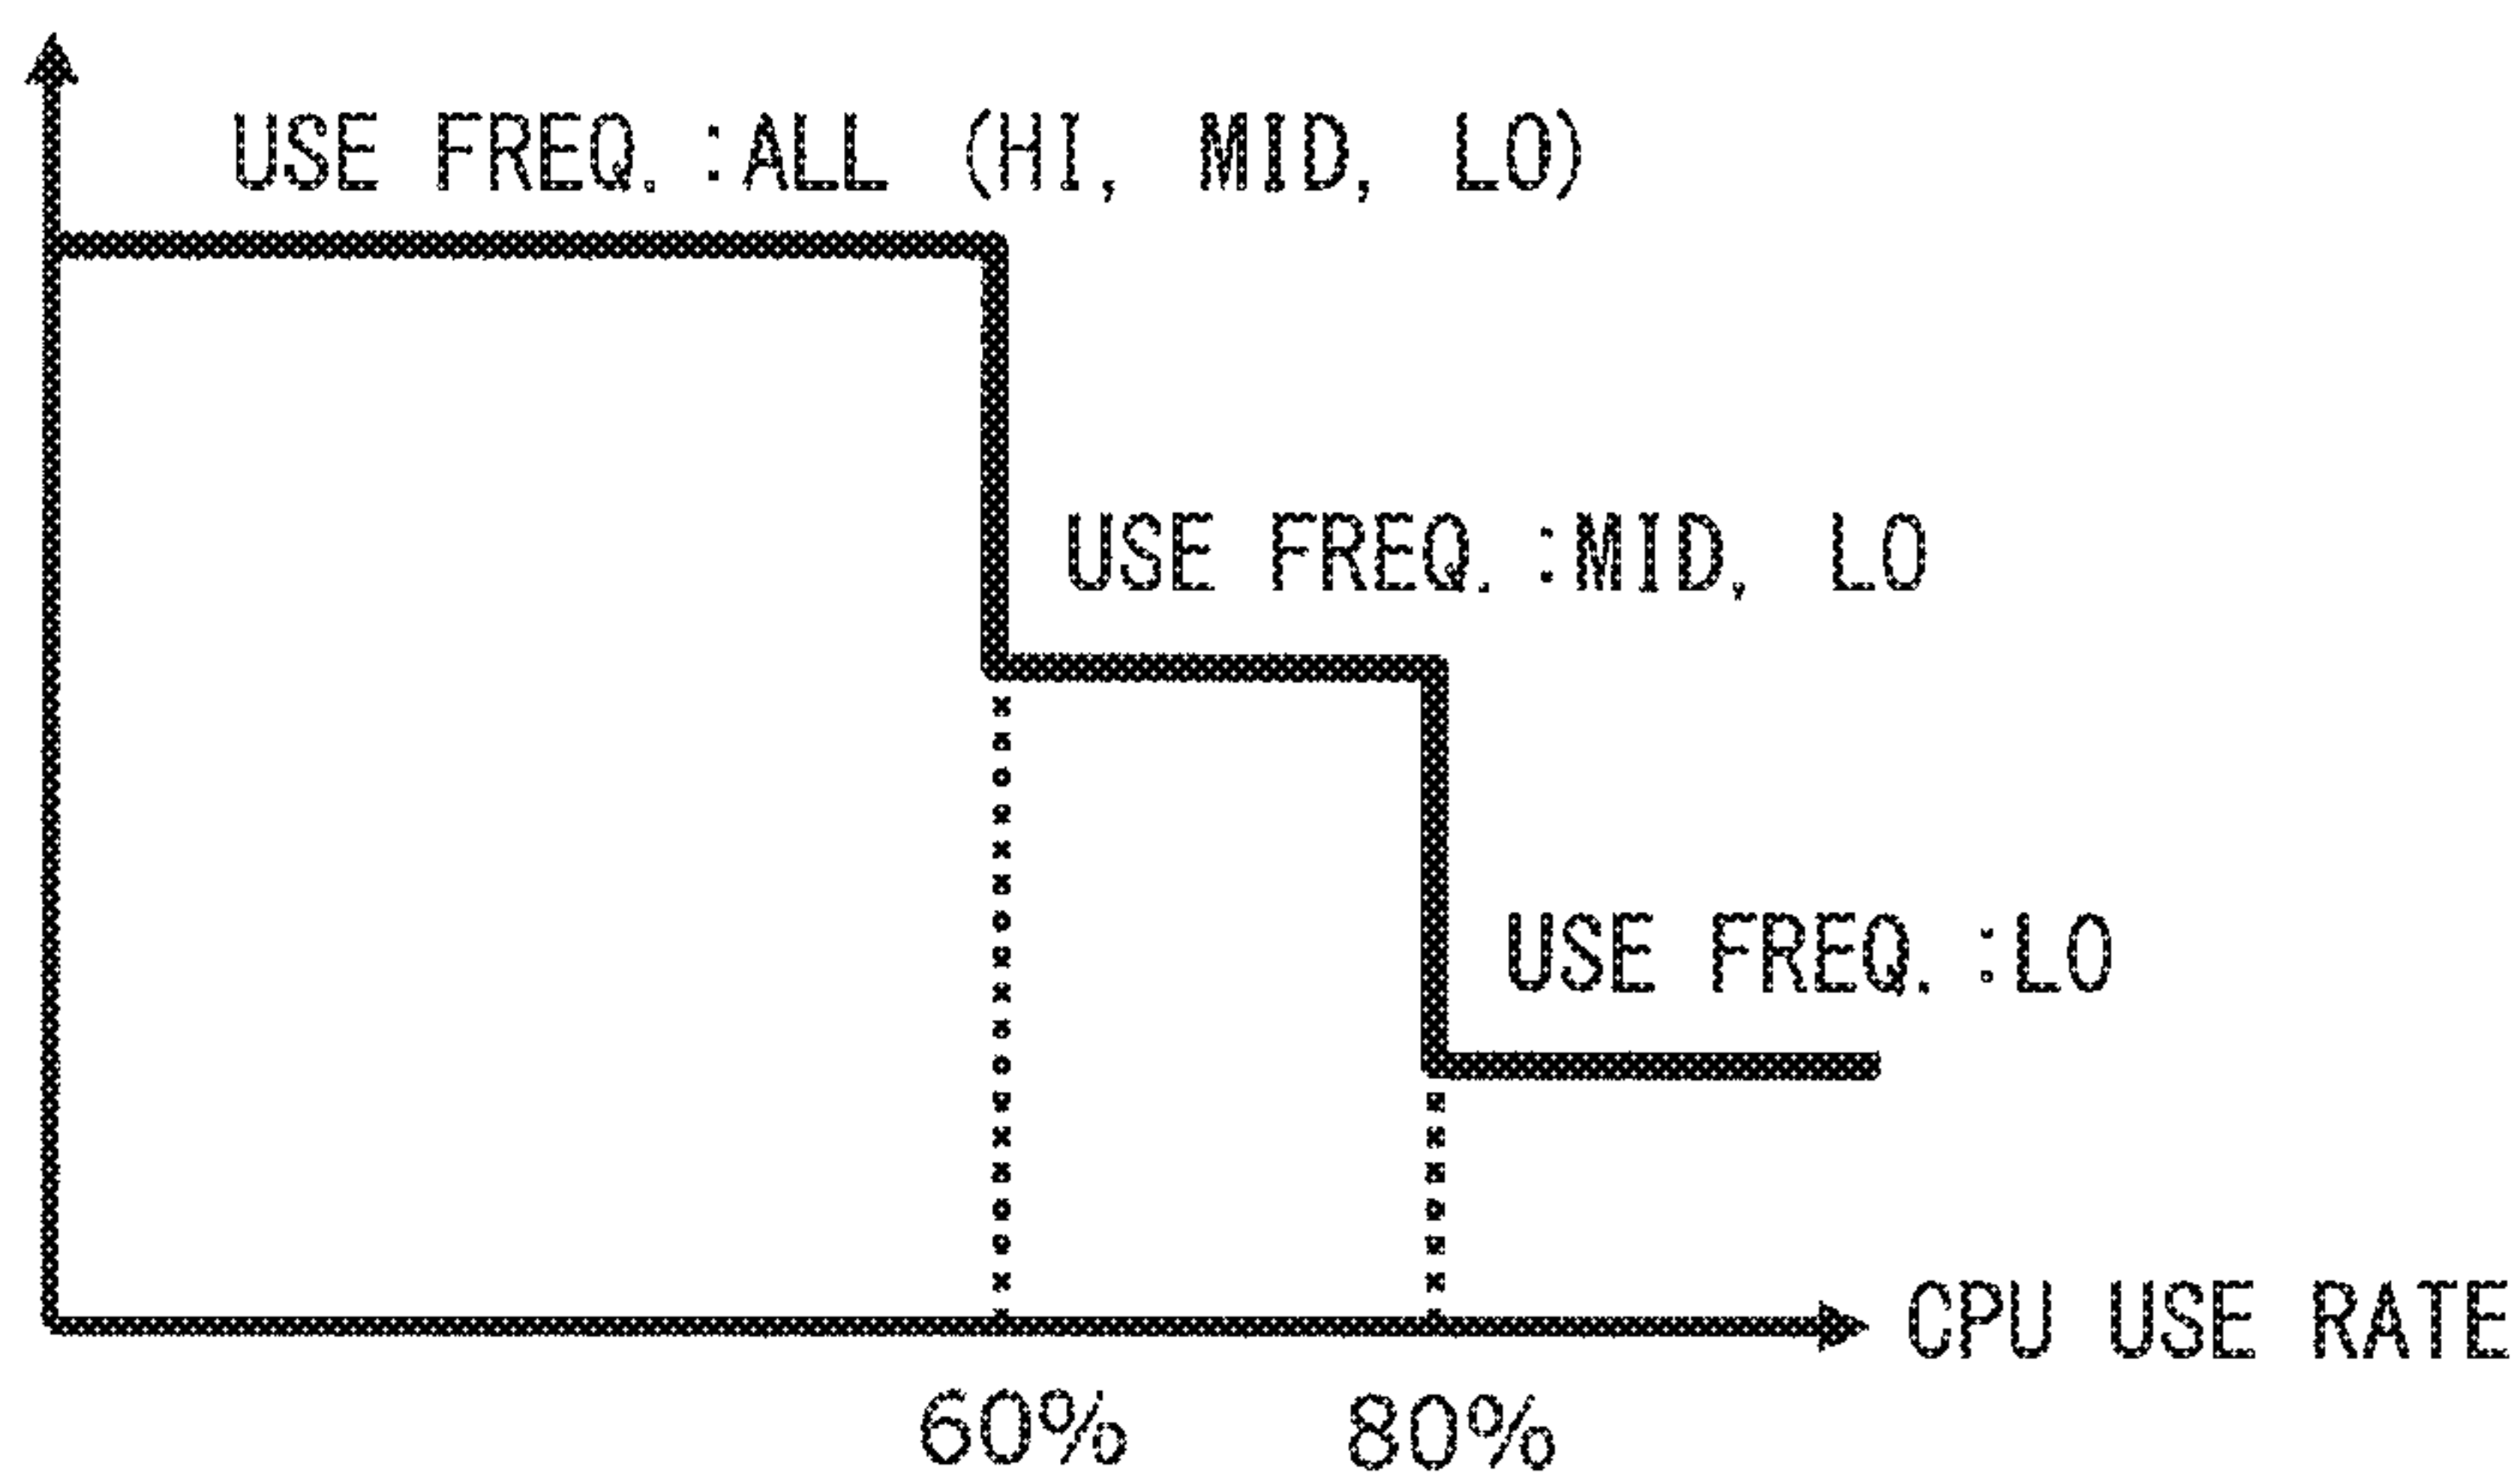 USE FREQ.:ALL (HI, MID, LO)
USE FREQ.:MID, LO
USE FREQ.:LO
CPU USE RATE
60% 80%